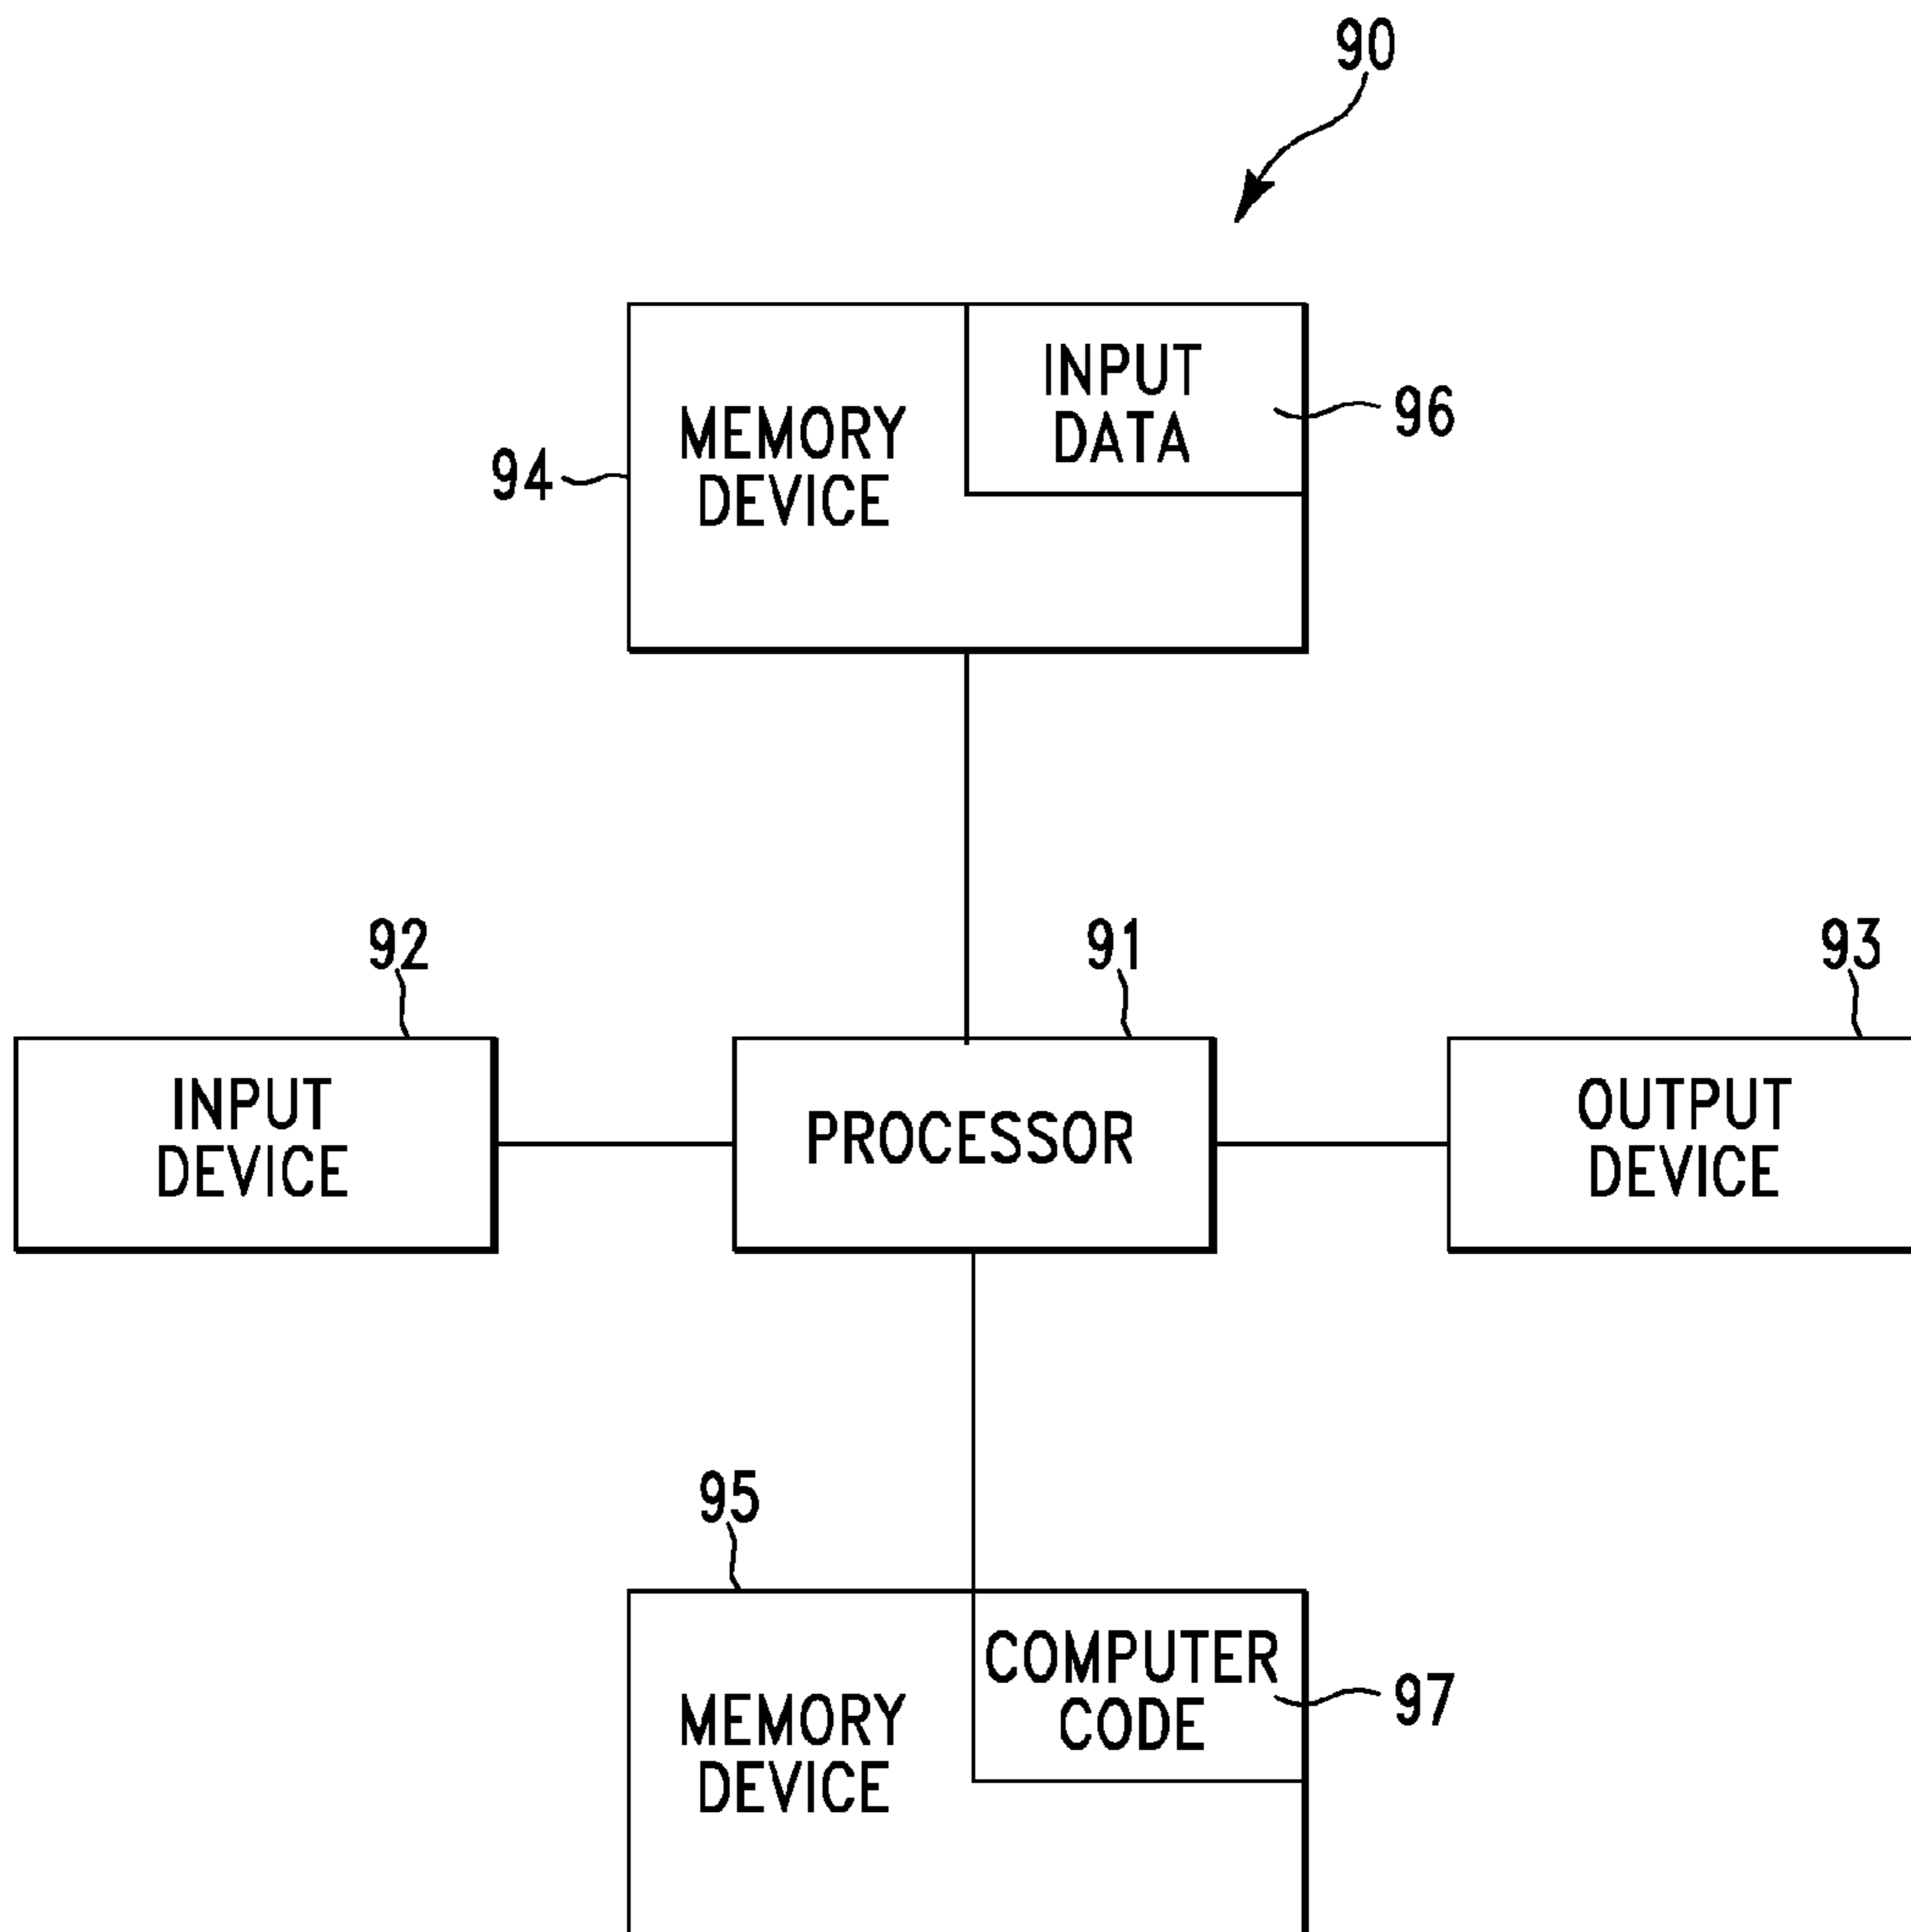 90
INPUT
DATA
96
MEMORY
DEVICE
94
92
91
93
INPUT
DEVICE
PROCESSOR
OUTPUT
DEVICE
95
COMPUTER
CODE
97
MEMORY
DEVICE